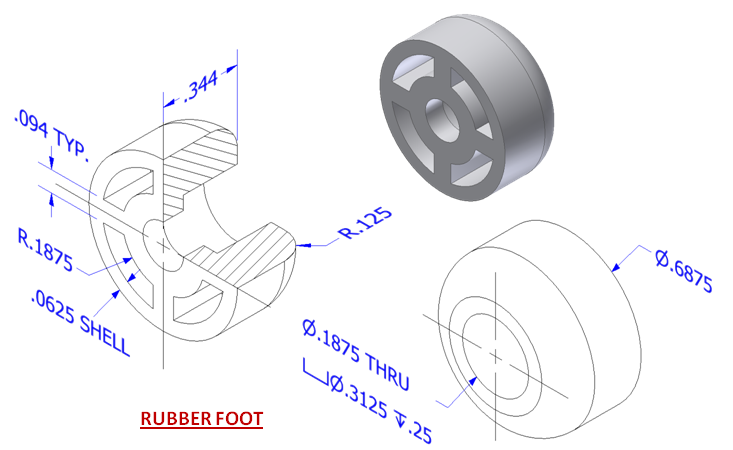 .344
.094 TYP.
R.1875
.0625 SHELL
R.125
Ø.6875
Ø.1875 THRU
⌴Ø.3125 ↧.25
RUBBER FOOT